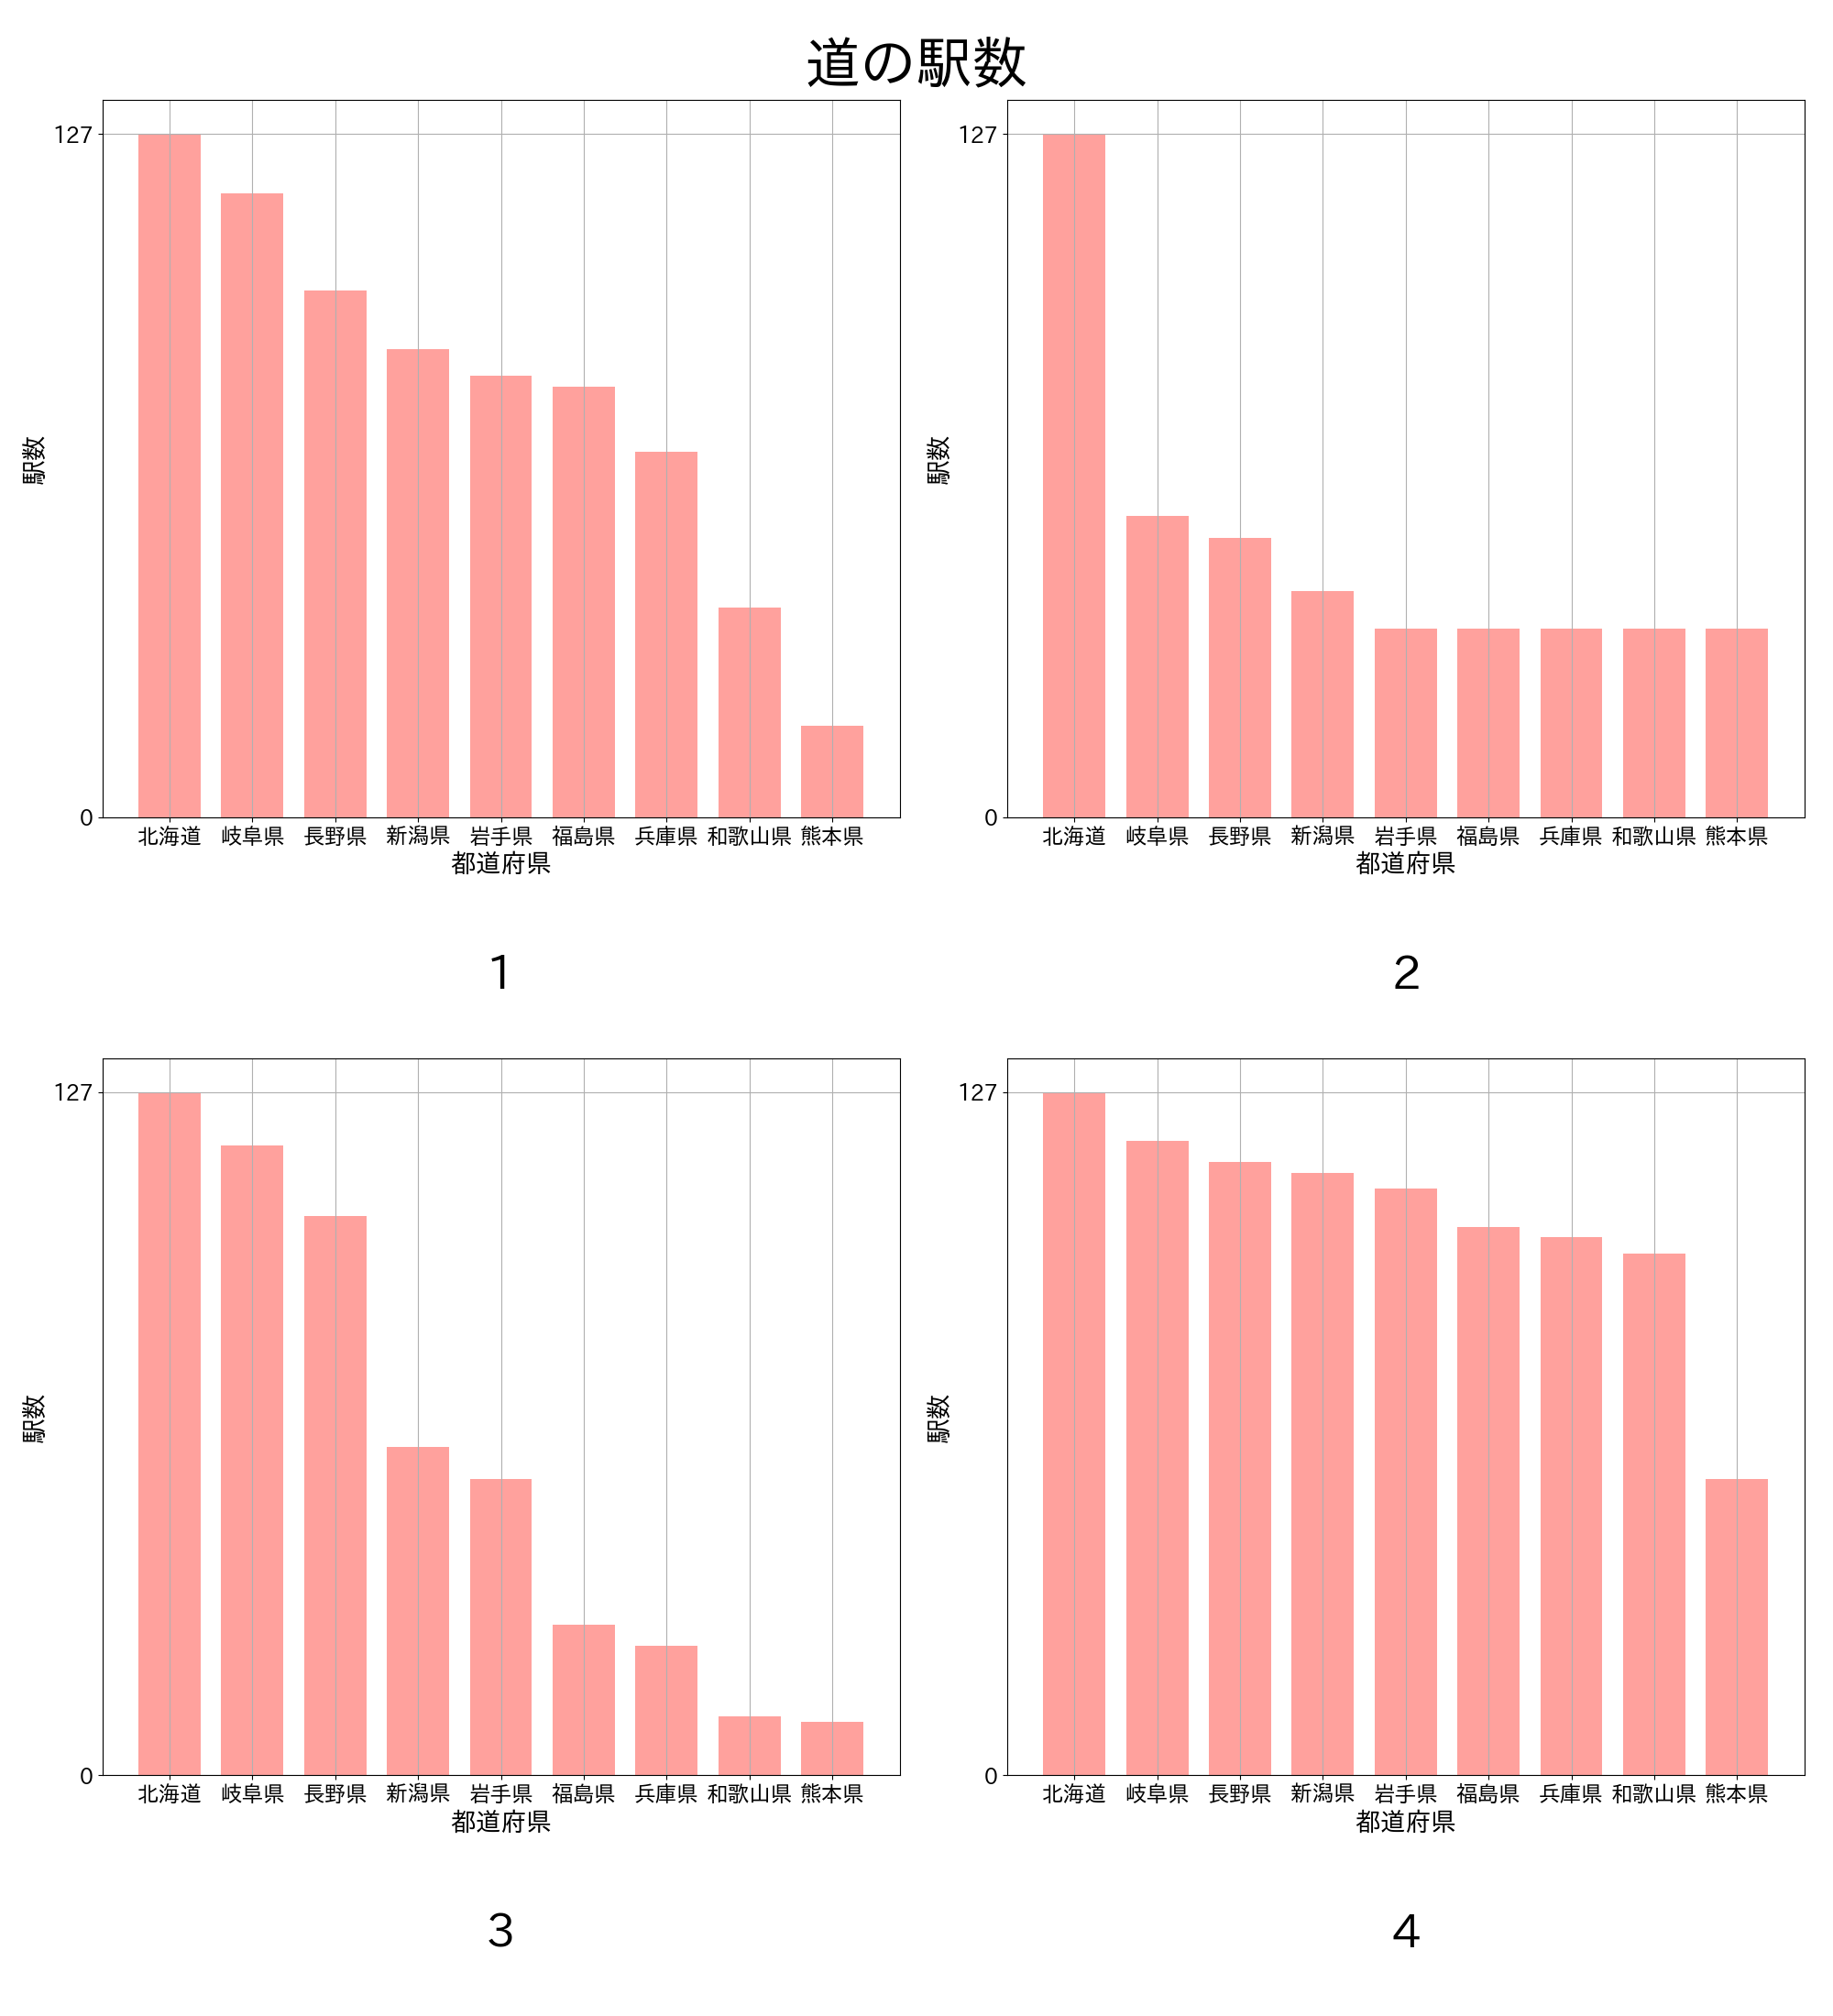 道の駅数
127
0
駅数
北海道 岐阜県 長野県 新潟県 岩手県 福島県 兵庫県 和歌山県 熊本県
都道府県
1
127
0
駅数
北海道 岐阜県 長野県 新潟県 岩手県 福島県 兵庫県 和歌山県 熊本県
都道府県
2
127
0
駅数
北海道 岐阜県 長野県 新潟県 岩手県 福島県 兵庫県 和歌山県 熊本県
都道府県
3
127
0
駅数
北海道 岐阜県 長野県 新潟県 岩手県 福島県 兵庫県 和歌山県 熊本県
都道府県
4